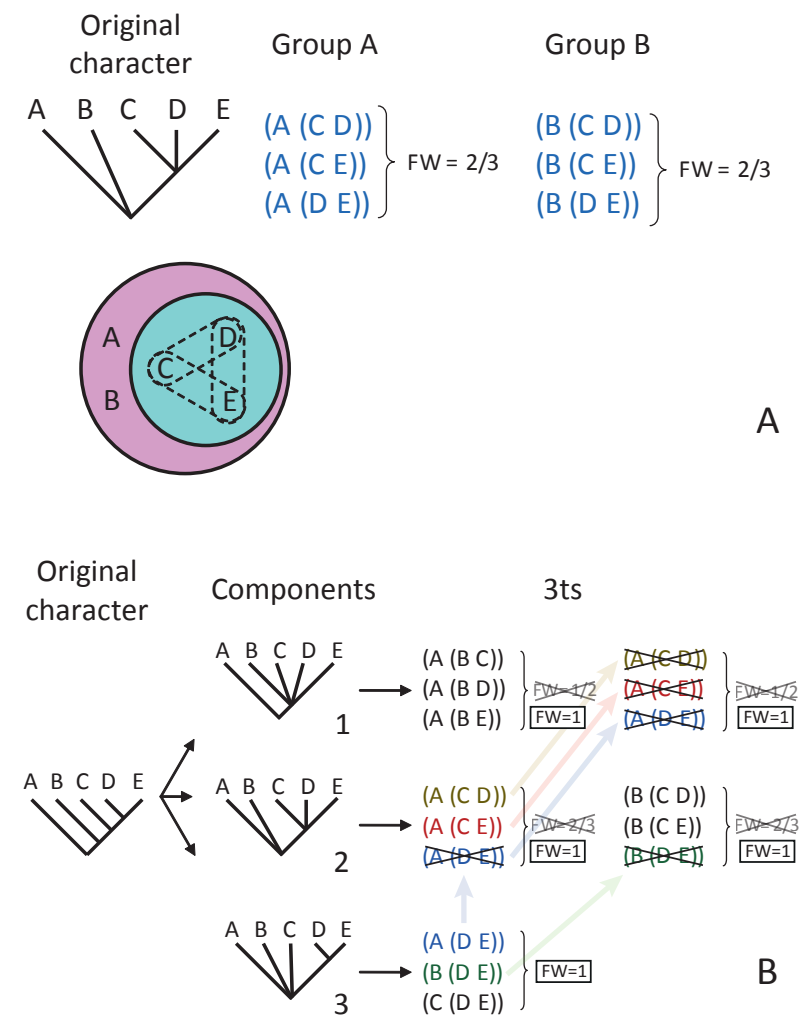 Original
character
Group A
Group B
A B C D E
(A (C D))
(A (C E))
(A (D E))
FW = 2/3
(B (C D))
(B (C E))
(B (D E))
FW = 2/3
A
B
C
D
E
A
Original
character
Components
3ts
A B C D E
1
(A (B C))
(A (B D))
(A (B E))
FW=1/2
FW=1
(A (C D))
(A (C E))
(A (D E))
FW=1/2
FW=1
A B C D E
A B C D E
2
(A (C D))
(A (C E))
(A (D E))
FW=2/3
FW=1
(B (C D))
(B (C E))
(B (D E))
FW=2/3
FW=1
A B C D E
3
(A (D E))
(B (D E))
(C (D E))
FW=1
B